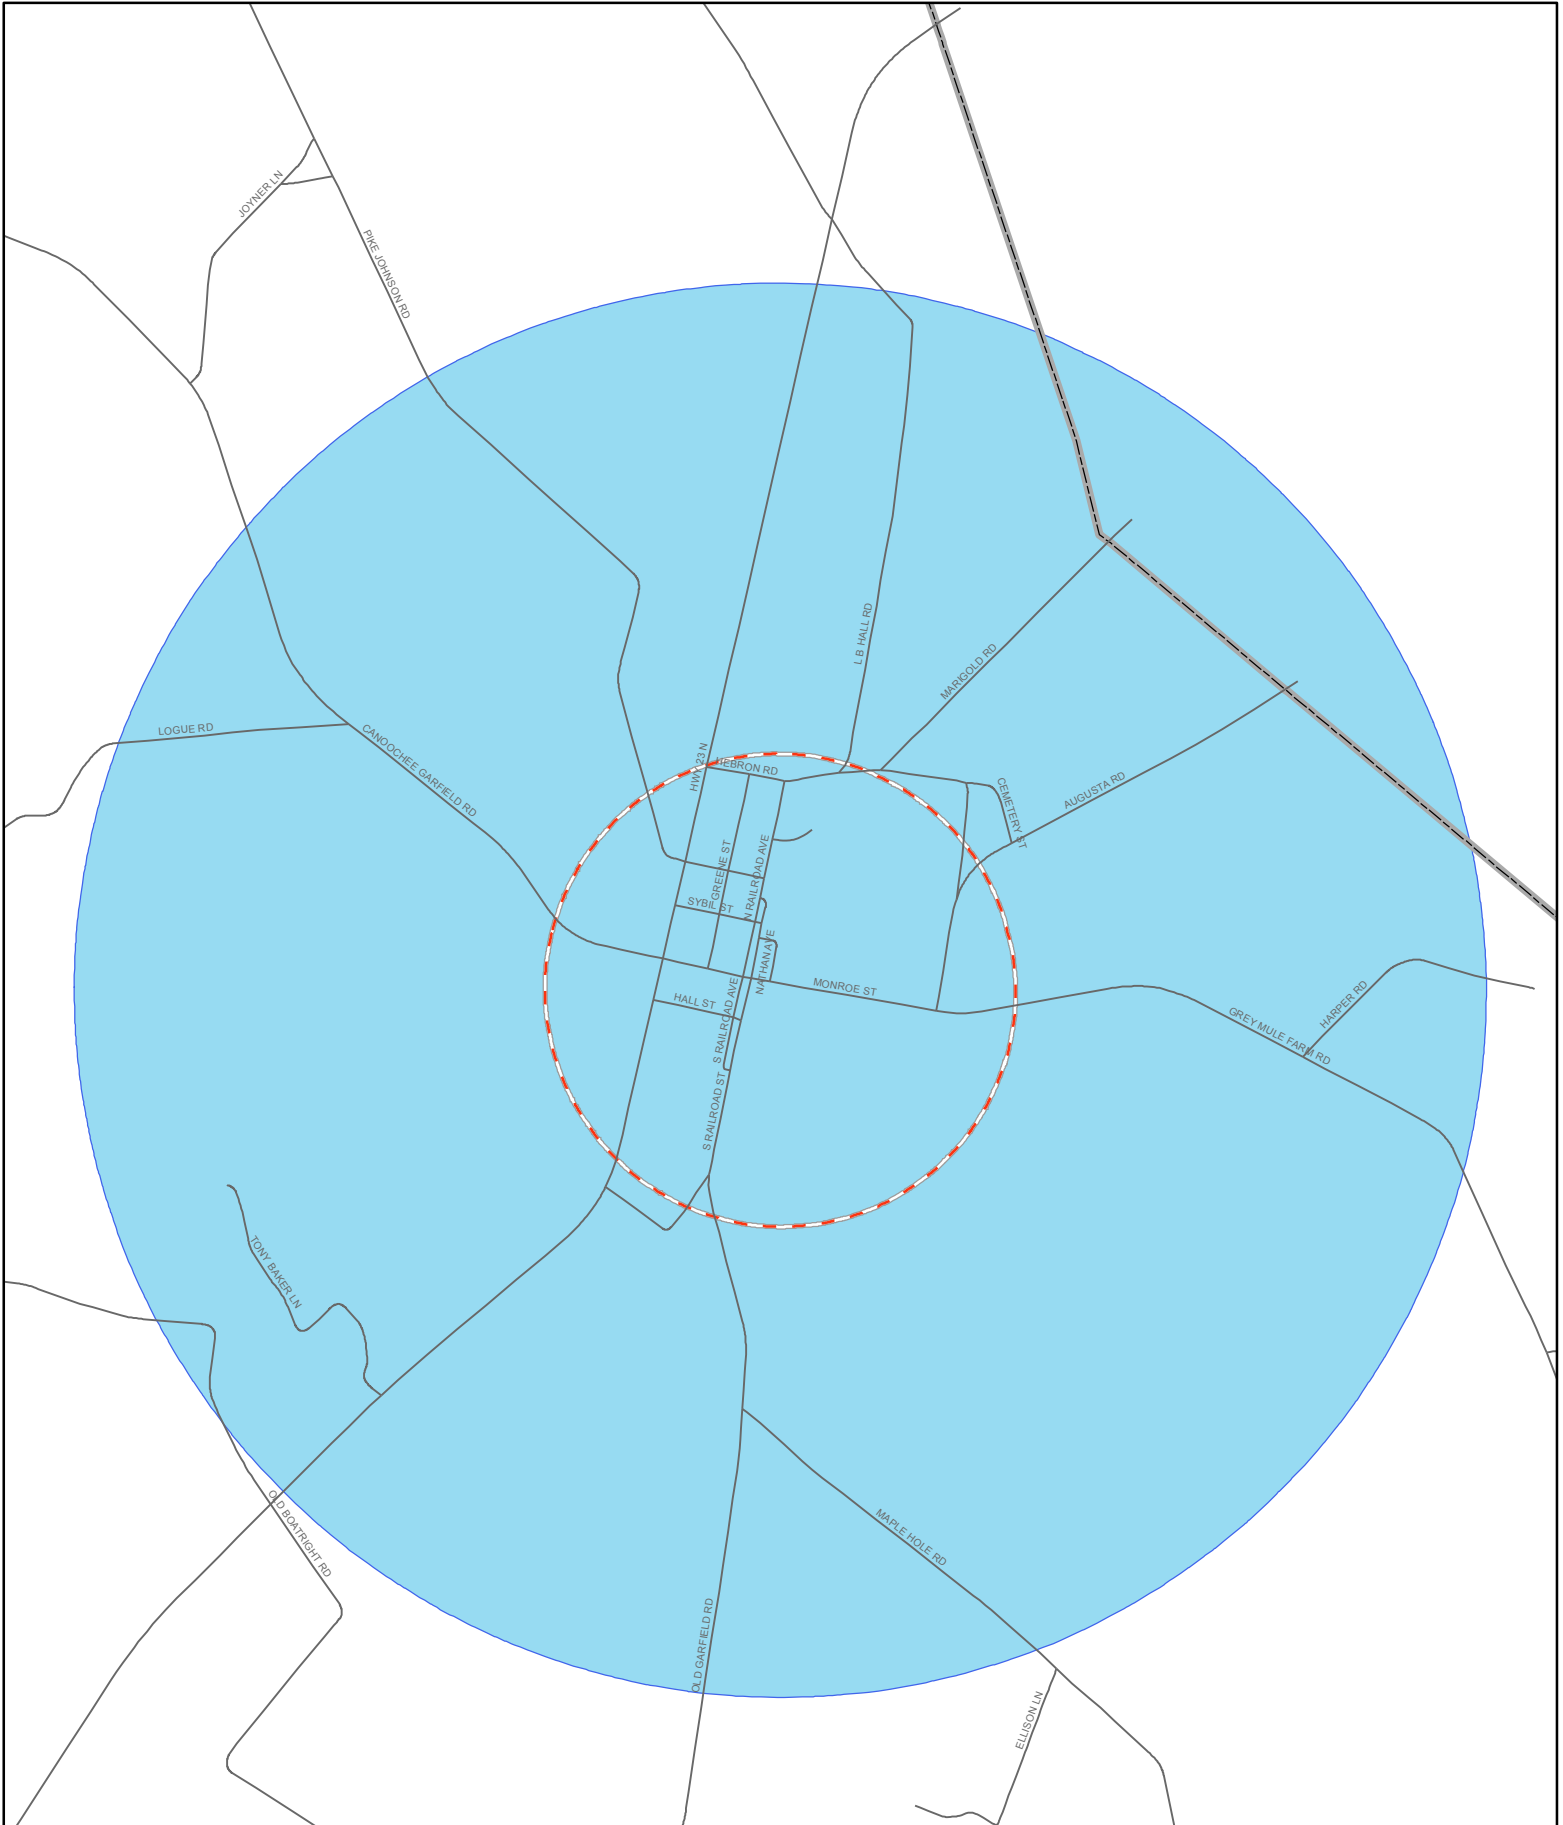 JOYNER LN
PIKE JOHNSON RD
L B HALL RD
MARIGOLD RD
LOGUE RD
CANOOCHEE GARFIELD RD
HWY 23 N
HEBRON RD
CEMETERY ST
AUGUSTA RD
GREENE ST
N RAILROAD AVE
SYBIL ST
NATHAN AVE
MONROE ST
HALL ST
S RAILROAD AVE
HARPER RD
GREY MULE FARM RD
S RAILROAD ST
TONY BAKER LN
OLD BOATRIGHT RD
MAPLE HOLE RD
OLD GARFIELD RD
ELLISON LN